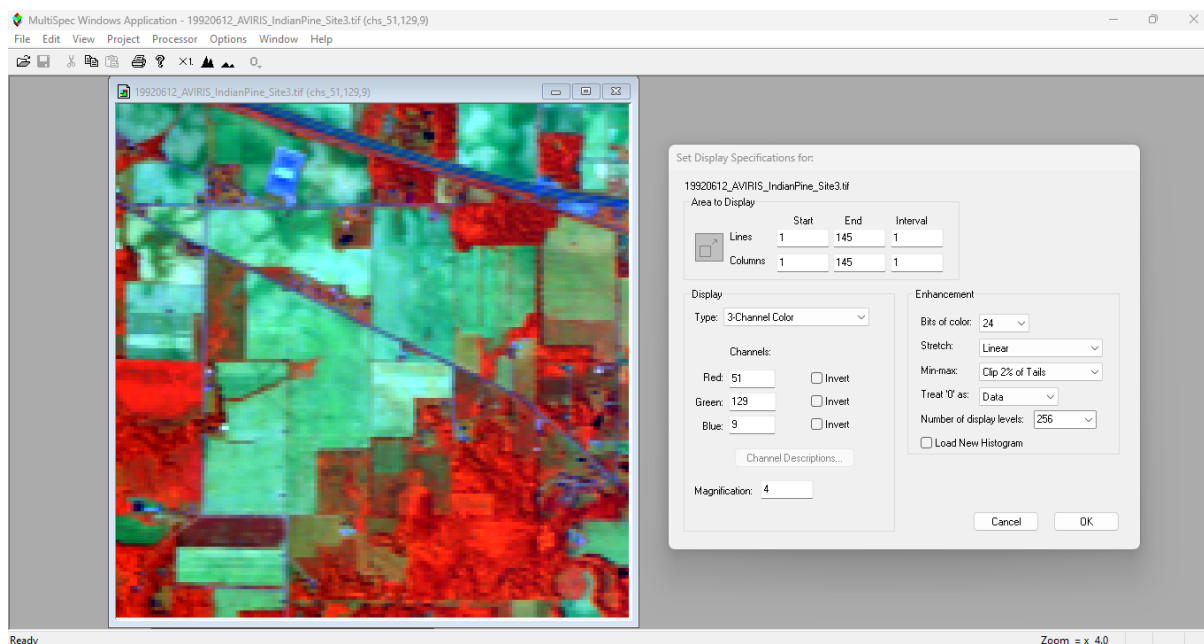 MultiSpec Windows Application - 19920612_AVIRIS_IndianPine_Site3.tif (chs_51,129,9)
File Edit View Project Processor Options Window Help
×1
19920612_AVIRIS_IndianPine_Site3.tif (chs_51,129,9)
Set Display Specifications for:
19920612_AVIRIS_IndianPine_Site3.tif
Area to Display
Start End Interval
Lines 1 145 1
Columns 1 145 1
Display
Type: 3-Channel Color
Channels:
Red: 51 Invert
Green: 129 Invert
Blue: 9 Invert
Channel Descriptions...
Magnification: 4
Enhancement
Bits of color: 24
Stretch: Linear
Min-max: Clip 2% of Tails
Treat '0' as: Data
Number of display levels: 256
Load New Histogram
Cancel OK
Ready Zoom = x 4.0